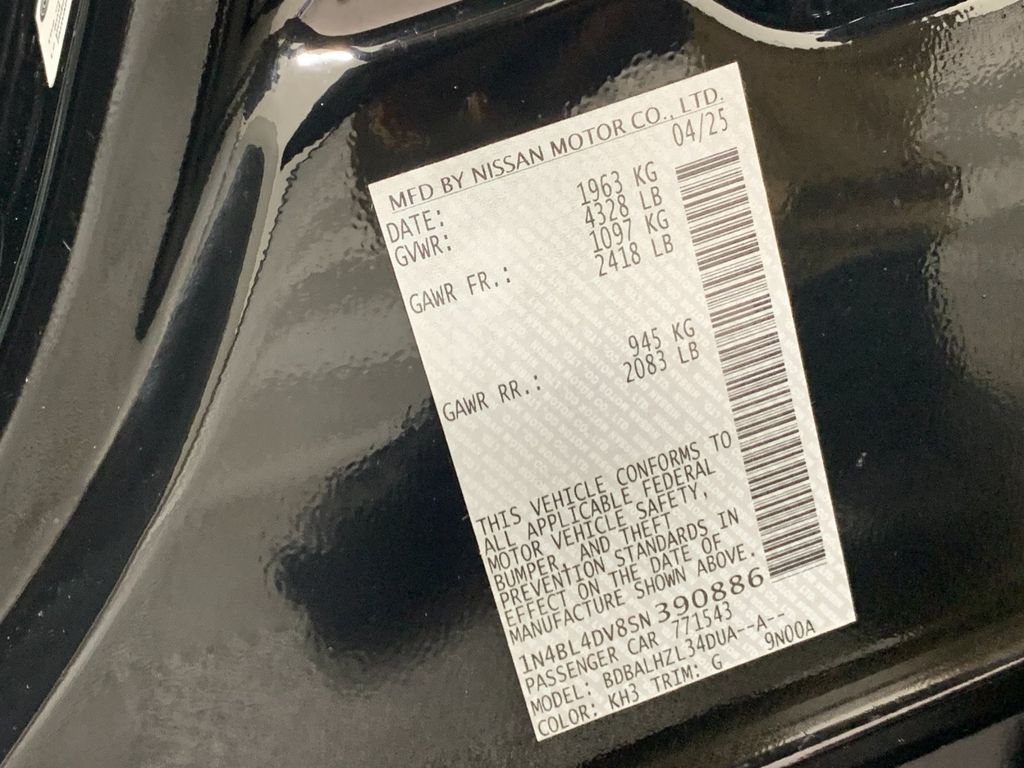 MFD BY NISSAN MOTOR CO., LTD.
DATE: 04/25
GVWR: 1963 KG
4328 LB
GAWR FR.: 1097 KG
2418 LB
GAWR RR.: 945 KG
2083 LB
THIS VEHICLE CONFORMS TO
ALL APPLICABLE FEDERAL
MOTOR VEHICLE SAFETY,
BUMPER, AND THEFT
PREVENTION STANDARDS IN
EFFECT ON THE DATE OF
MANUFACTURE SHOWN ABOVE.
1N4BL4DV8SN390886
PASSENGER CAR 771543
MODEL: BDBALHZL34DUA--A--
COLOR: KH3 TRIM: G 9N00A